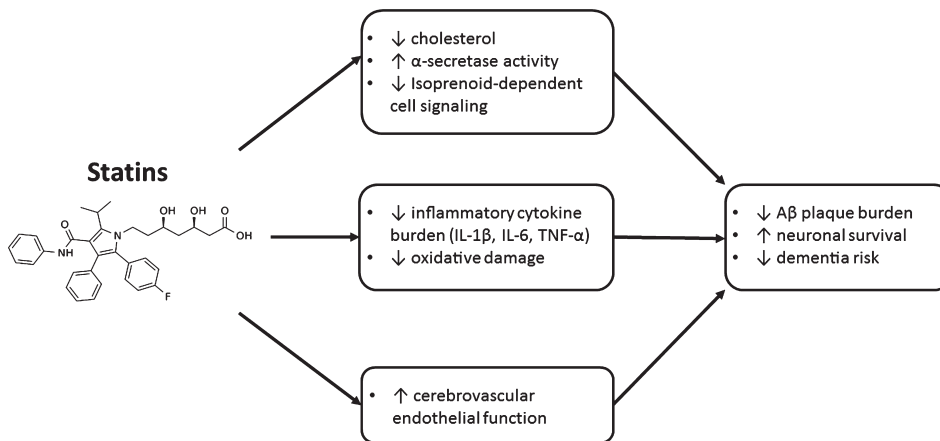 • ↓ cholesterol
• ↑ α-secretase activity
• ↓ Isoprenoid-dependent
cell signaling
Statins
OH
OH
O
OH
O
NH
N
F
• ↓ inflammatory cytokine
burden (IL-1β, IL-6, TNF-α)
• ↓ oxidative damage
• ↓ Aβ plaque burden
• ↑ neuronal survival
• ↓ dementia risk
• ↑ cerebrovascular
endothelial function